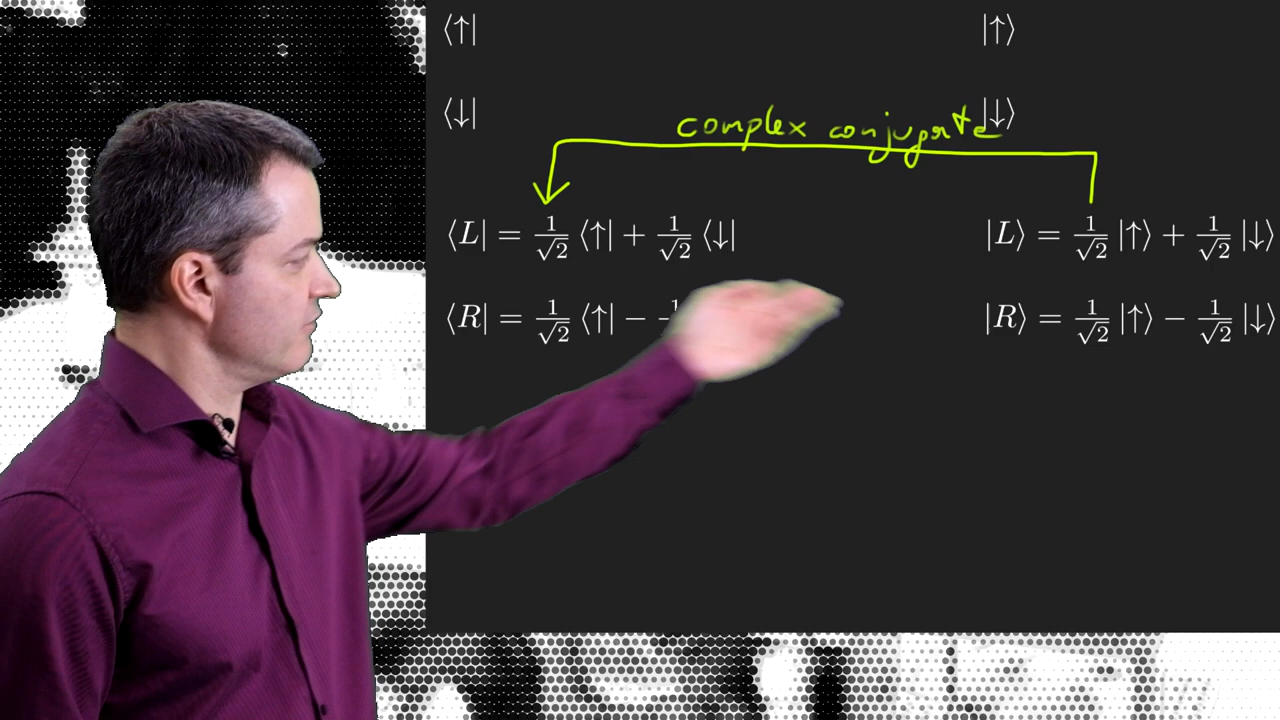 ⟨↑| |↑⟩
⟨↓| |↓⟩
complex conjugate
⟨L| = 1/√2 ⟨↑| + 1/√2 ⟨↓| |L⟩ = 1/√2 |↑⟩ + 1/√2 |↓⟩
⟨R| = 1/√2 ⟨↑| − |R⟩ = 1/√2 |↑⟩ − 1/√2 |↓⟩